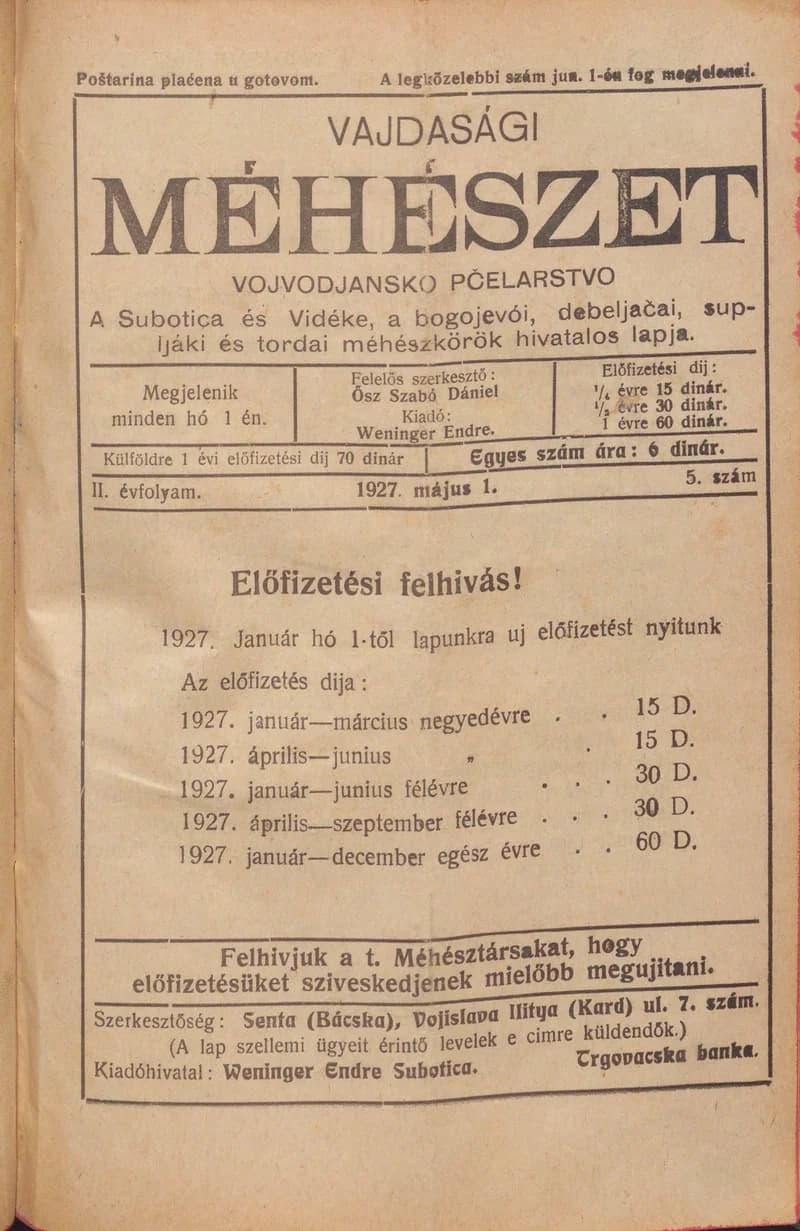 Poštarina plaćena u gotovom. A legközelebbi szám jun. 1-én fog megjelenni.
VAJDASÁGI
MÉHÉSZET
VOJVODJANSKO PČELARSTVO
A Subotica és Vidéke, a bogojevói, debeljačai, sup-
ljáki és tordai méhészkörök hivatalos lapja.
Megjelenik
minden hó 1 én.
Felelős szerkesztő:
Ősz Szabó Dániel
Kiadó:
Weninger Endre.
Előfizetési dij:
1/4 évre 15 dinár.
1/2 évre 30 dinár.
1 évre 60 dinár.
Külföldre 1 évi előfizetési dij 70 dinár
Egyes szám ára: 6 dinár.
II. évfolyam. 1927. május 1. 5. szám
Előfizetési felhivás!
1927. Január hó 1-től lapunkra uj előfizetést nyitunk
Az előfizetés dija:
1927. január—március negyedévre . . 15 D.
1927. április—junius „ . 15 D.
1927. január—junius félévre . . . 30 D.
1927. április—szeptember félévre . . . 30 D.
1927. január—december egész évre . . 60 D.
Felhivjuk a t. Méhésztársakat, hogy
előfizetésüket sziveskedjenek mielőbb megujitani.
Szerkesztőség: Senta (Bácska), Vojislava Ilitya (Kard) ul. 7. szám.
(A lap szellemi ügyeit érintő levelek e cimre küldendők.)
Kiadóhivatal: Weninger Endre Subotica. Trgovacska banka.